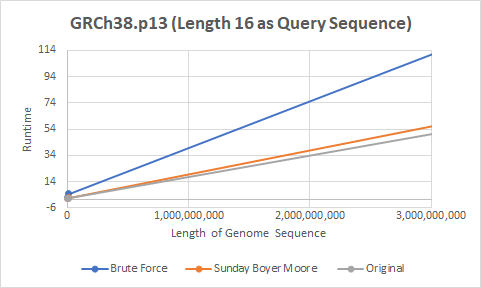 GRCh38.p13 (Length 16 as Query Sequence)
114
94
74
54
34
14
-6
Runtime
0 1,000,000,000 2,000,000,000 3,000,000,000
Length of Genome Sequence
Brute Force Sunday Boyer Moore Original